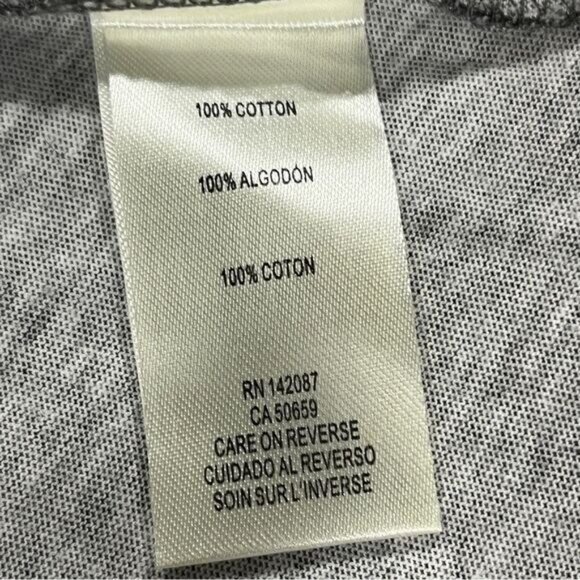 100% COTTON
100% ALGODÓN
100% COTON
RN 142087
CA 50659
CARE ON REVERSE
CUIDADO AL REVERSO
SOIN SUR L'INVERSE